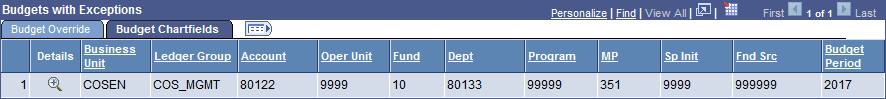 Budgets with Exceptions
Personalize | Find | View All | First 1 of 1 Last
Budget Override Budget Chartfields
Details Business Unit Ledger Group Account Oper Unit Fund Dept Program MP Sp Init Fnd Src Budget Period
1 COSEN COS_MGMT 80122 9999 10 80133 99999 351 9999 999999 2017